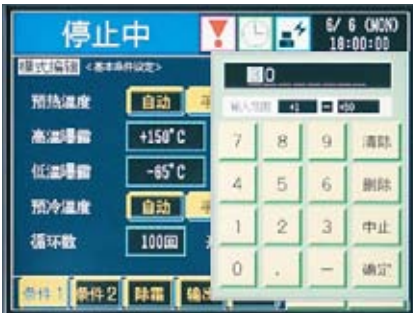 停止中
6/ 6 (MON)
18:00:00
模式编辑 <基本条件设定>
预热温度 自动
高温曝露 +150°C
低温曝露 -65°C
预冷温度 自动
循环数 100回
条件1 条件2 除霜
30
输入范围
7 8 9 清除
4 5 6 删除
1 2 3 中止
0 . - 确定